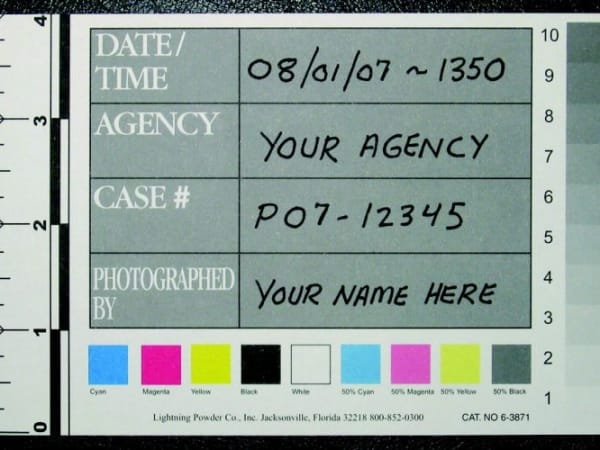 DATE/ TIME 08/01/07 ~ 1350
AGENCY YOUR AGENCY
CASE # P07-12345
PHOTOGRAPHED BY YOUR NAME HERE
Cyan Magenta Yellow Black White 50% Cyan 50% Magenta 50% Yellow 50% Black
Lightning Powder Co., Inc. Jacksonville, Florida 32218 800-852-0300 CAT. NO 6-3871
4
3
2
1
0
10
9
8
7
6
5
4
3
2
1